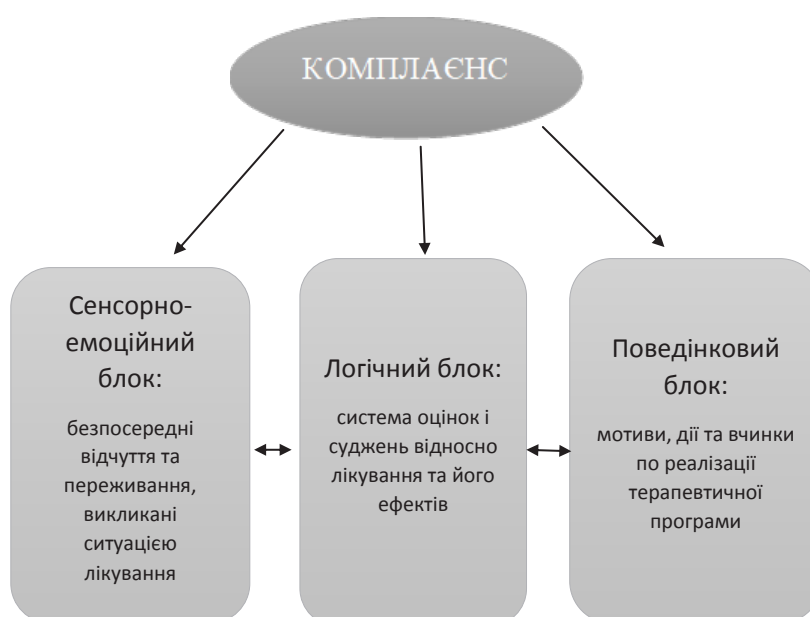 КОМПЛАЄНС
Сенсорно-
емоційний
блок:
безпосередні
відчуття та
переживання,
викликані
ситуацією
лікування
Логічний блок:
система оцінок і
суджень відносно
лікування та його
ефектів
Поведінковий
блок:
мотиви, дії та вчинки
по реалізації
терапевтичної
програми